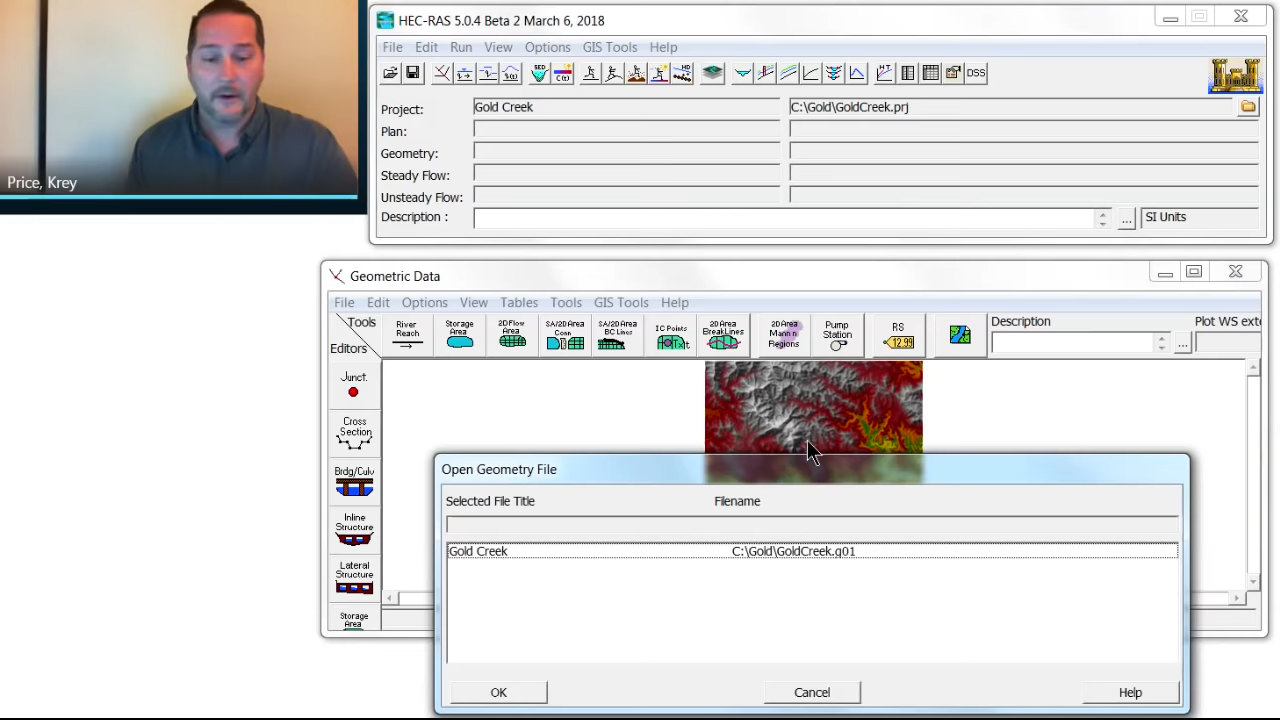 Price, Krey
HEC-RAS 5.0.4 Beta 2 March 6, 2018
File Edit Run View Options GIS Tools Help
DSS
Project: Gold Creek C:\Gold\GoldCreek.prj
Plan:
Geometry:
Steady Flow:
Unsteady Flow:
Description : ... SI Units
Geometric Data
File Edit Options View Tables Tools GIS Tools Help
Tools
Editors
River
Reach
Storage
Area
2D Flow
Area
SA/2D Area
Conn
SA/2D Area
BC Lines
IC Points
2D Area
BreakLines
2D Area
Mann n
Regions
Pump
Station
RS
12.99
Description
...
Plot WS exte
Junct.
Cross
Section
Brdg/Culv
Inline
Structure
Lateral
Structure
Storage
Area
Open Geometry File
Selected File Title Filename
Gold Creek C:\Gold\GoldCreek.g01
OK Cancel Help